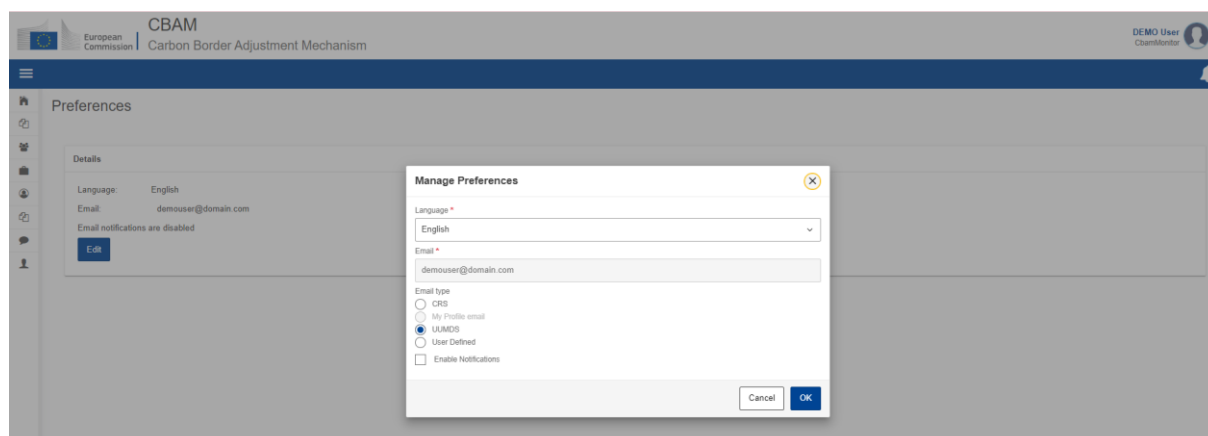 European
Commission
CBAM
Carbon Border Adjustment Mechanism
DEMO User
CbamMonitor
Preferences
Details
Language: English
Email: demouser@domain.com
Email notifications are disabled
Edit
Manage Preferences
Language *
English
Email *
demouser@domain.com
Email type
CRS
My Profile email
UUMDS
User Defined
Enable Notifications
Cancel OK